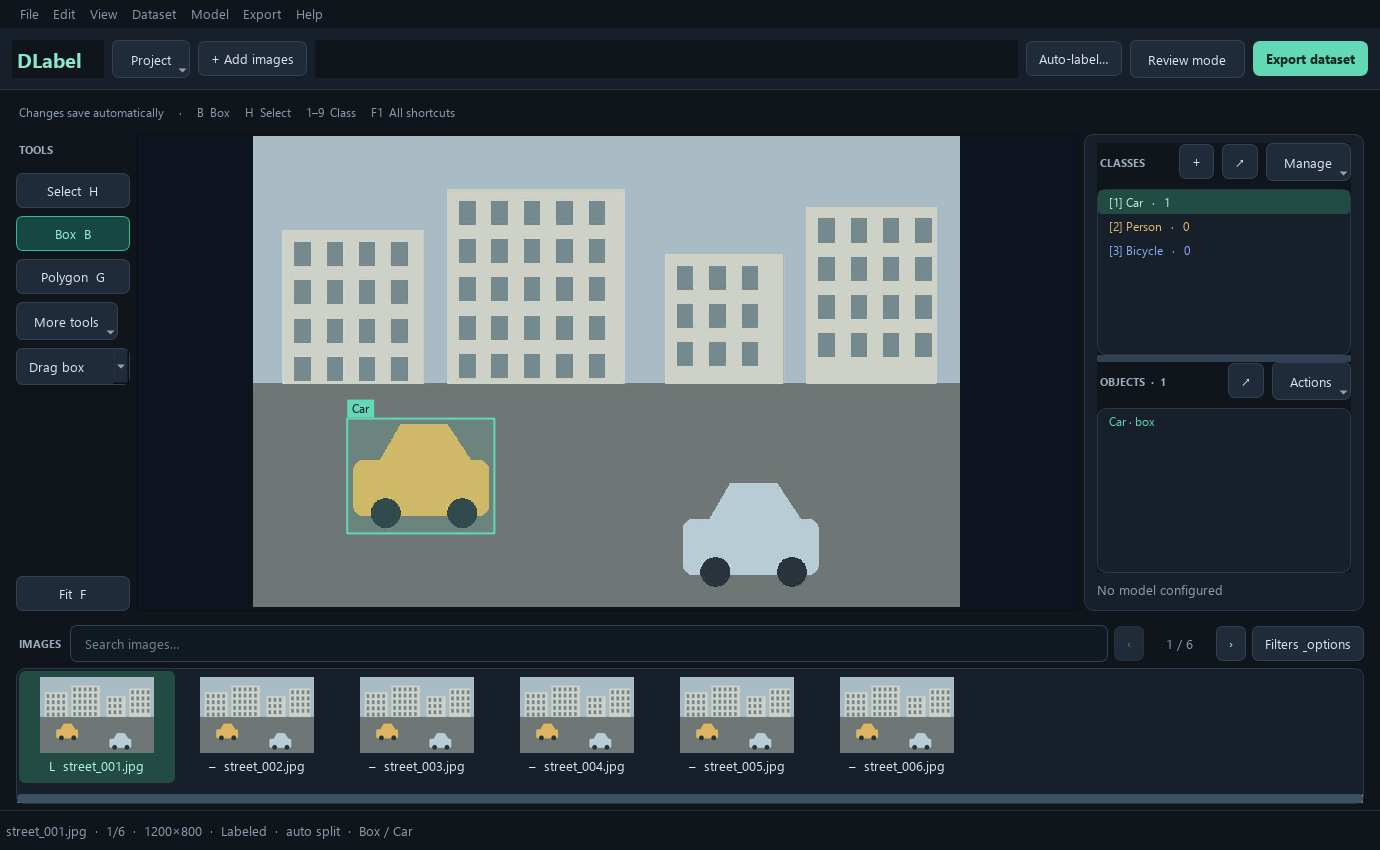 File Edit View Dataset Model Export Help
DLabel Project + Add images Auto-label... Review mode Export dataset
Changes save automatically · B Box H Select 1–9 Class F1 All shortcuts
TOOLS
Select H
Box B
Polygon G
More tools
Drag box
Fit F
Car
CLASSES + ↗ Manage
[1] Car · 1
[2] Person · 0
[3] Bicycle · 0
OBJECTS · 1 ↗ Actions
Car · box
No model configured
IMAGES Search images... ‹ 1 / 6 › Filters _options
L street_001.jpg – street_002.jpg – street_003.jpg – street_004.jpg – street_005.jpg – street_006.jpg
street_001.jpg · 1/6 · 1200×800 · Labeled · auto split · Box / Car